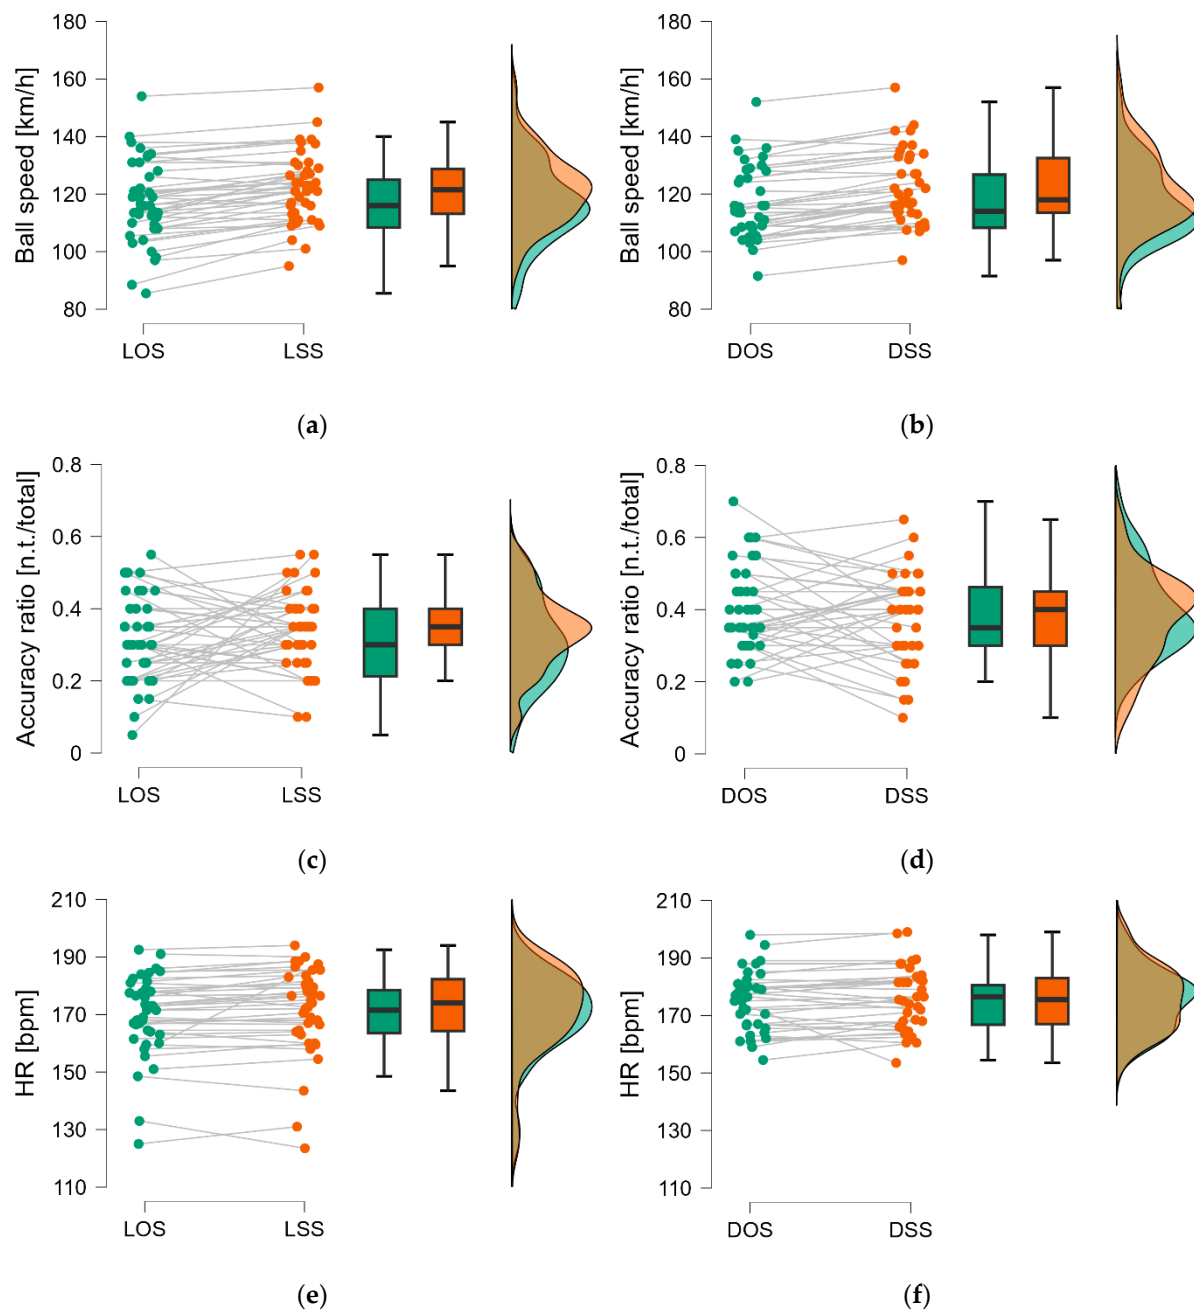 180
160
140
120
100
80
Ball speed [km/h]
LOS
LSS
(a)
180
160
140
120
100
80
Ball speed [km/h]
DOS
DSS
(b)
0.8
0.6
0.4
0.2
0
Accuracy ratio [n.t./total]
LOS
LSS
(c)
0.8
0.6
0.4
0.2
0
Accuracy ratio [n.t./total]
DOS
DSS
(d)
210
190
170
150
130
110
HR [bpm]
LOS
LSS
(e)
210
190
170
150
130
110
HR [bpm]
DOS
DSS
(f)